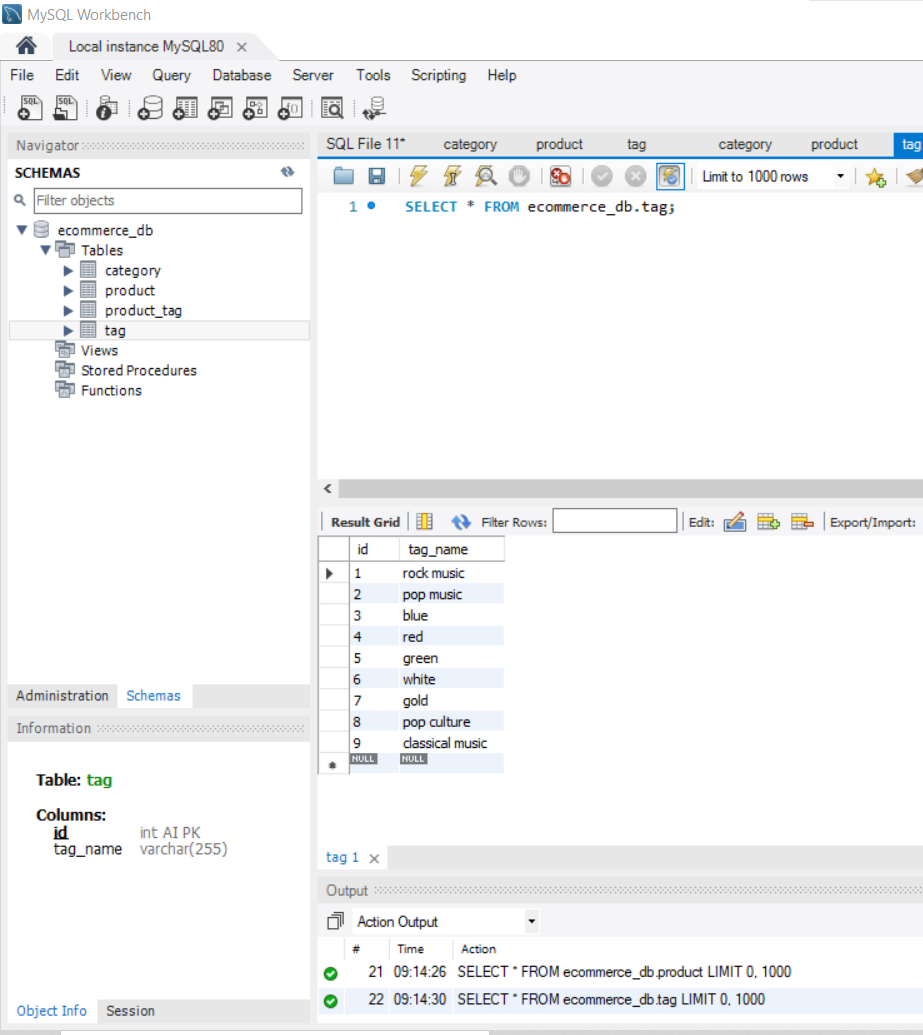 MySQL Workbench
Local instance MySQL80
File Edit View Query Database Server Tools Scripting Help
SQL SQL
Navigator
SCHEMAS
Filter objects
ecommerce_db
Tables
category
product
product_tag
tag
Views
Stored Procedures
Functions
Administration Schemas
Information
Table: tag
Columns:
id int AI PK
tag_name varchar(255)
Object Info Session
SQL File 11* category product tag category product tag
Limit to 1000 rows
1 SELECT * FROM ecommerce_db.tag;
Result Grid Filter Rows: Edit: Export/Import:
id tag_name
1 rock music
2 pop music
3 blue
4 red
5 green
6 white
7 gold
8 pop culture
9 classical music
NULL NULL
tag 1
Output
Action Output
# Time Action
21 09:14:26 SELECT * FROM ecommerce_db.product LIMIT 0, 1000
22 09:14:30 SELECT * FROM ecommerce_db.tag LIMIT 0, 1000